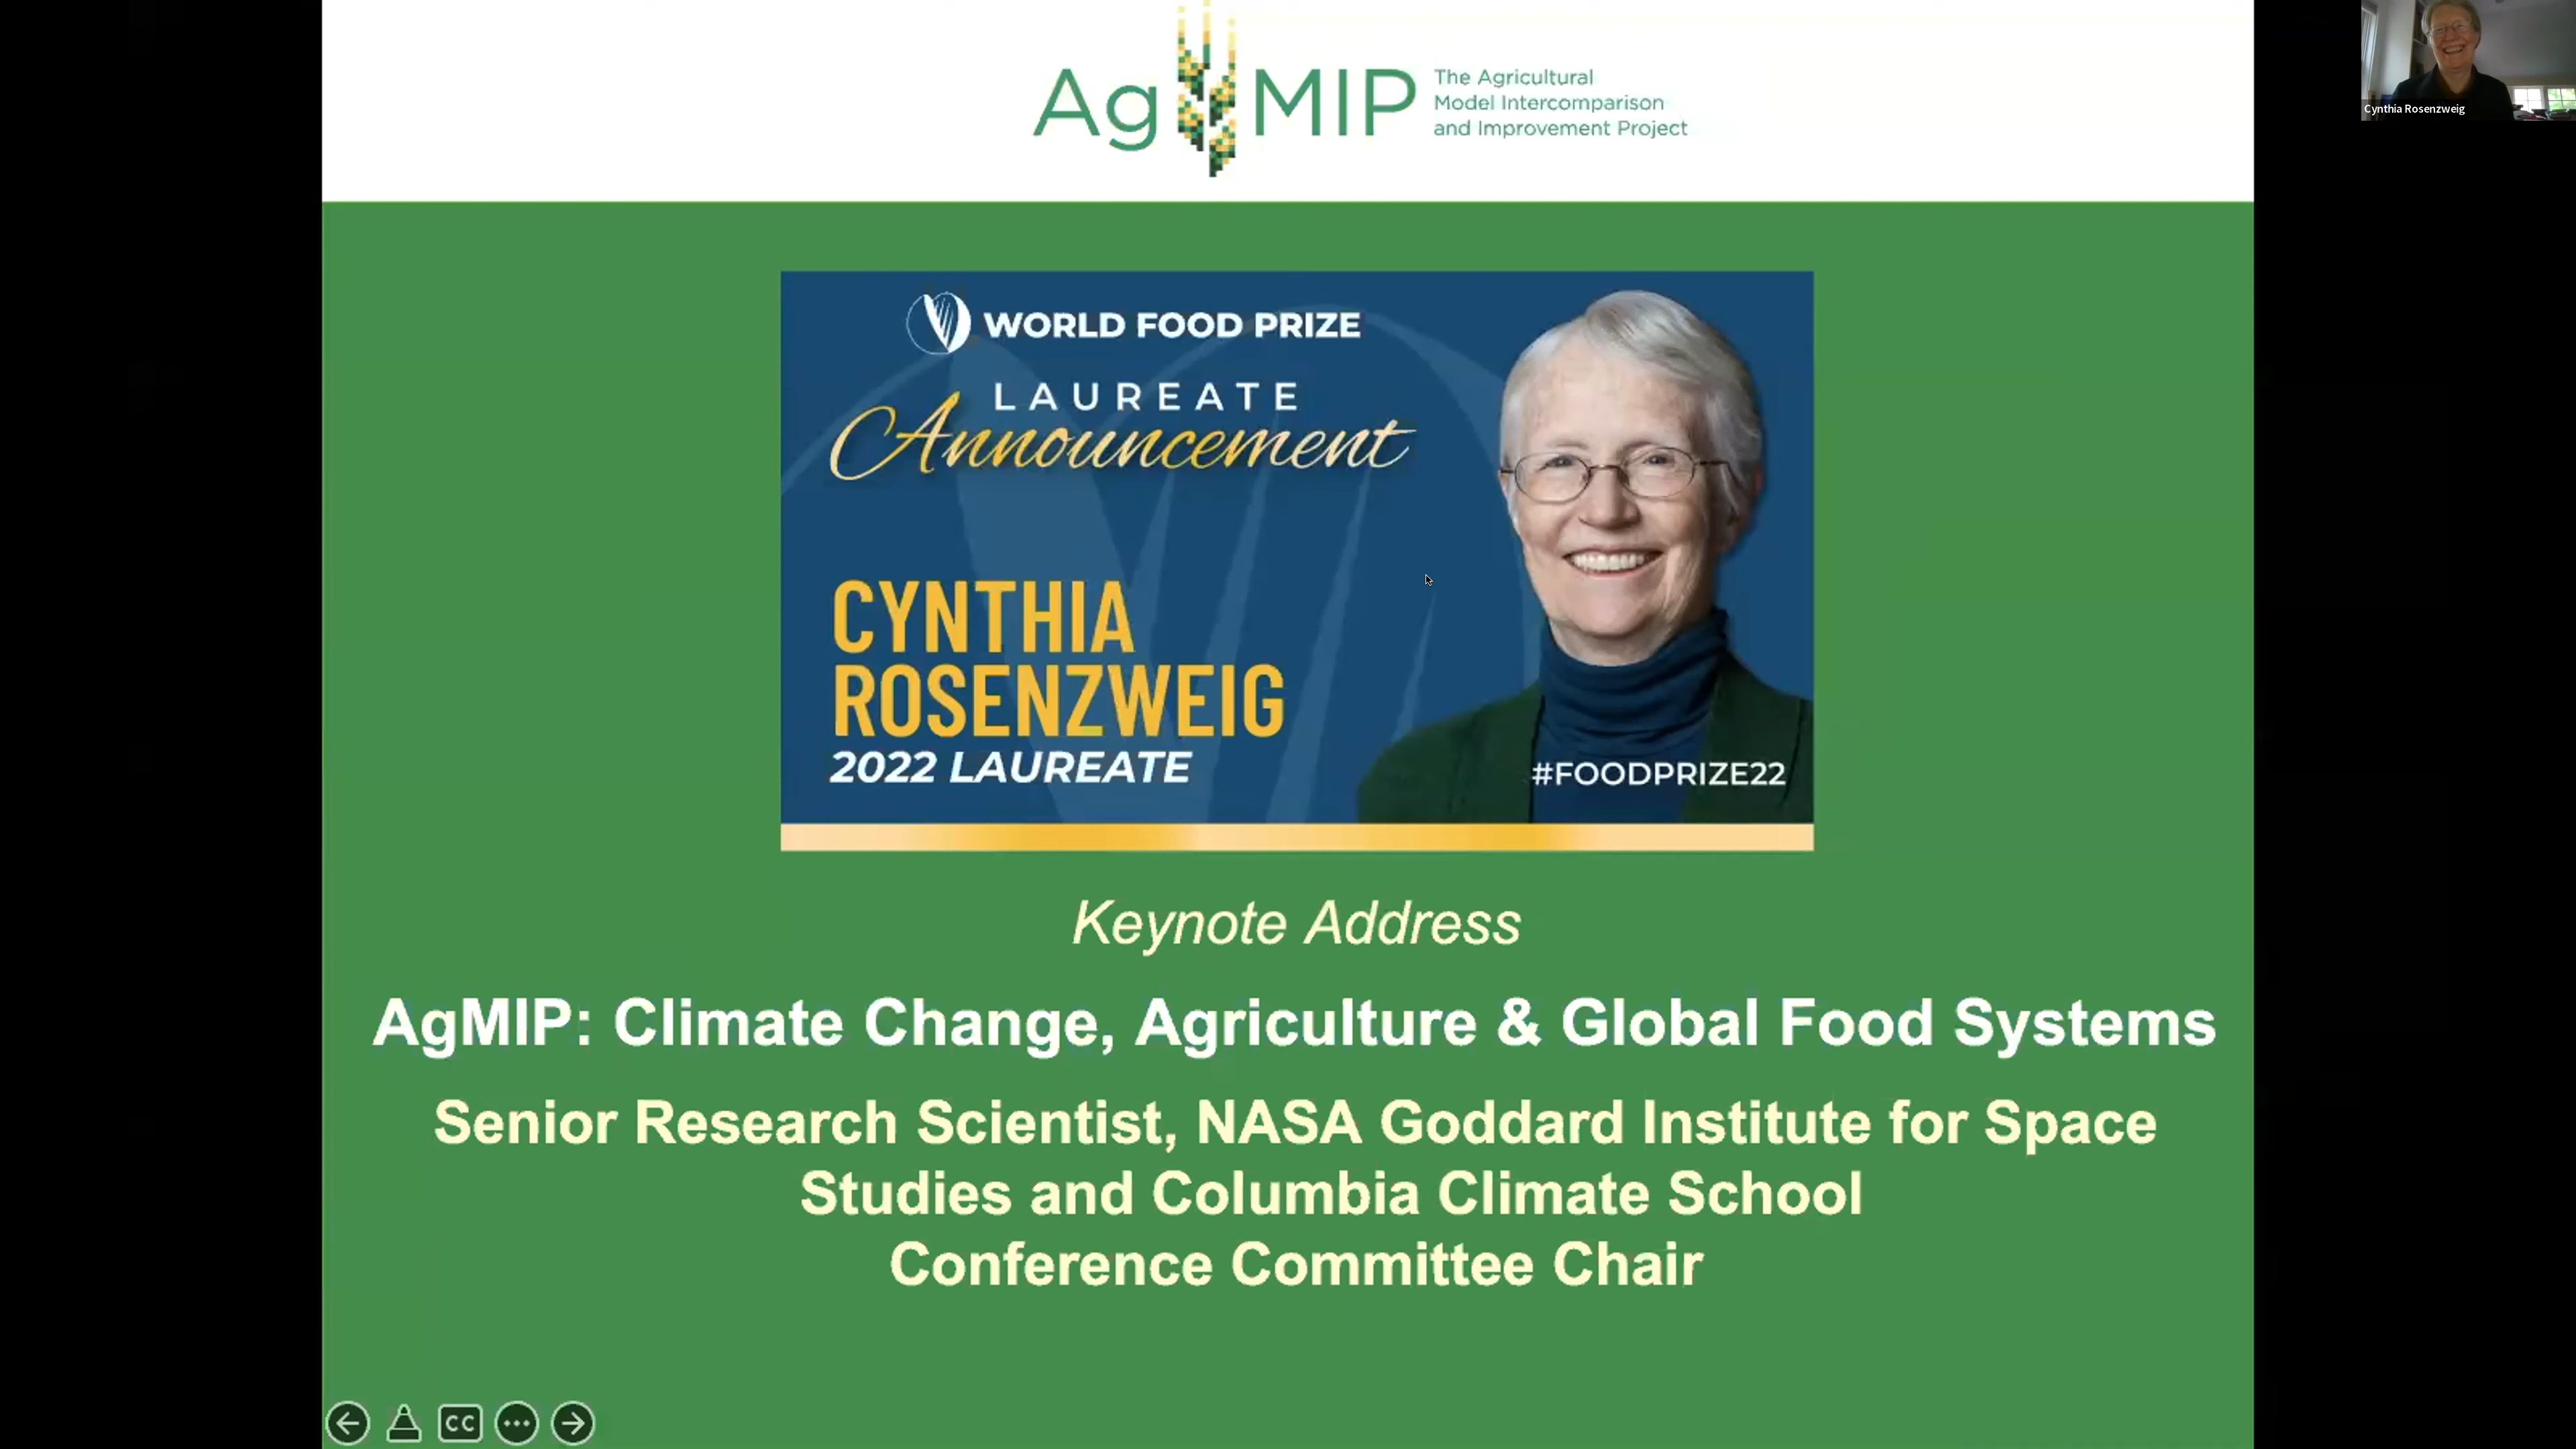 AgMIP
The Agricultural
Model Intercomparison
and Improvement Project
Cynthia Rosenzweig
WORLD FOOD PRIZE
LAUREATE
Announcement
CYNTHIA
ROSENZWEIG
2022 LAUREATE
#FOODPRIZE22
Keynote Address
AgMIP: Climate Change, Agriculture & Global Food Systems
Senior Research Scientist, NASA Goddard Institute for Space
Studies and Columbia Climate School
Conference Committee Chair
CC